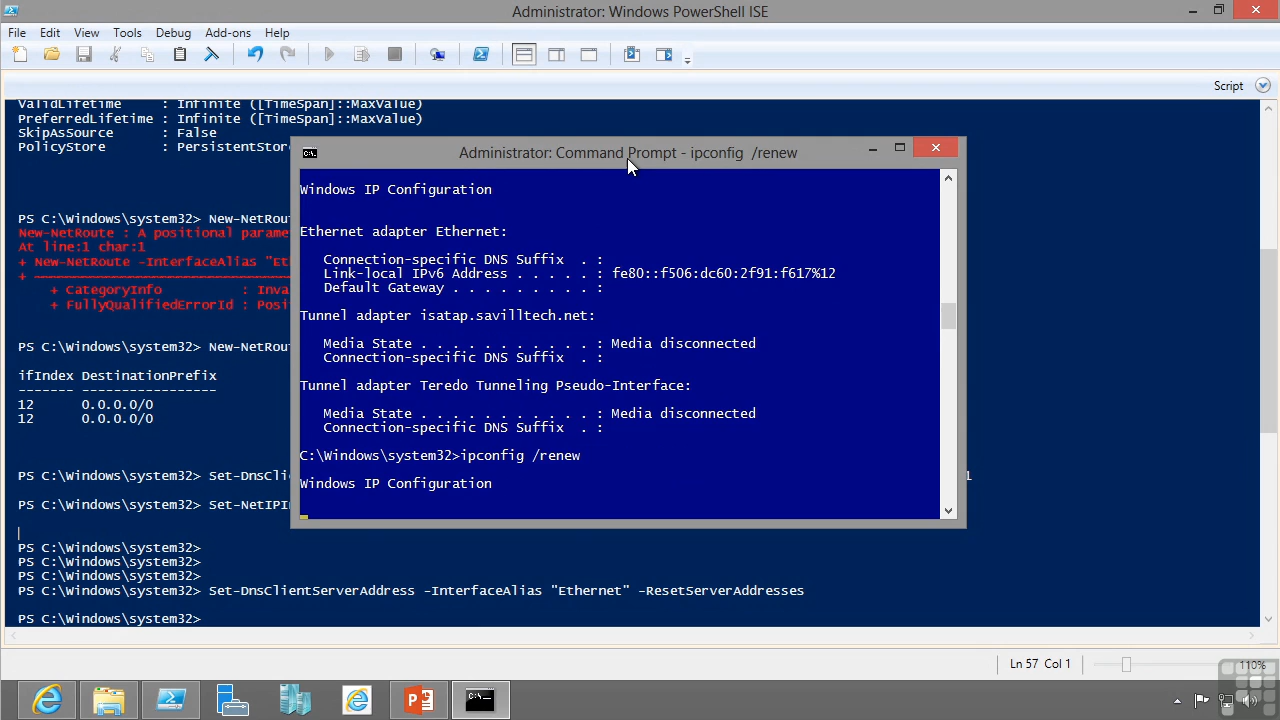 Administrator: Windows PowerShell ISE
File Edit View Tools Debug Add-ons Help
Script
ValidLifetime : Infinite ([TimeSpan]::MaxValue)
PreferredLifetime : Infinite ([TimeSpan]::MaxValue)
SkipAsSource : False
PolicyStore : PersistentStore
PS C:\Windows\system32> New-NetRout
New-NetRoute : A positional parame
At line:1 char:1
+ New-NetRoute -InterfaceAlias "Et
+ ~~~~~~~~~~~~~~~~~~~~~~~~~~~~~~~~
+ CategoryInfo : Inva
+ FullyQualifiedErrorId : Posi
PS C:\Windows\system32> New-NetRout
ifIndex DestinationPrefix
------- -----------------
12 0.0.0.0/0
12 0.0.0.0/0
PS C:\Windows\system32> Set-DnsClie 1
PS C:\Windows\system32> Set-NetIPI
PS C:\Windows\system32>
PS C:\Windows\system32>
PS C:\Windows\system32>
PS C:\Windows\system32> Set-DnsClientServerAddress -InterfaceAlias "Ethernet" -ResetServerAddresses
PS C:\Windows\system32>
Administrator: Command Prompt - ipconfig /renew
Windows IP Configuration
Ethernet adapter Ethernet:
Connection-specific DNS Suffix . :
Link-local IPv6 Address . . . . . : fe80::f506:dc60:2f91:f617%12
Default Gateway . . . . . . . . . :
Tunnel adapter isatap.savilltech.net:
Media State . . . . . . . . . . . : Media disconnected
Connection-specific DNS Suffix . :
Tunnel adapter Teredo Tunneling Pseudo-Interface:
Media State . . . . . . . . . . . : Media disconnected
Connection-specific DNS Suffix . :
C:\Windows\system32>ipconfig /renew
Windows IP Configuration
Ln 57 Col 1
110%